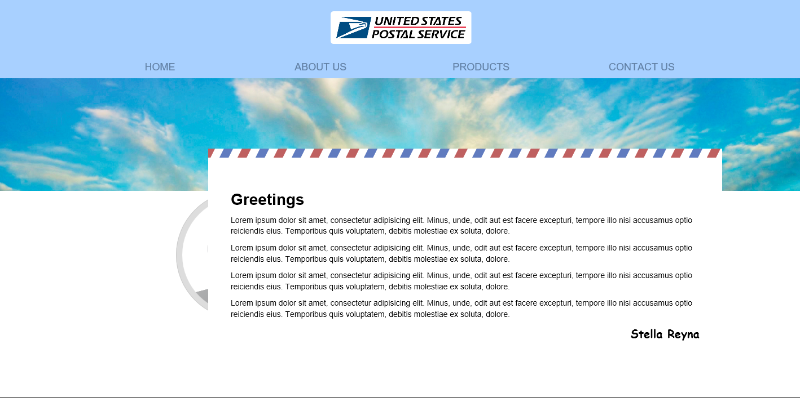 UNITED STATES
POSTAL SERVICE
HOME ABOUT US PRODUCTS CONTACT US
Greetings
Lorem ipsum dolor sit amet, consectetur adipisicing elit. Minus, unde, odit aut est facere excepturi, tempore illo nisi accusamus optio
reiciendis eius. Temporibus quis voluptatem, debitis molestiae ex soluta, dolore.
Lorem ipsum dolor sit amet, consectetur adipisicing elit. Minus, unde, odit aut est facere excepturi, tempore illo nisi accusamus optio
reiciendis eius. Temporibus quis voluptatem, debitis molestiae ex soluta, dolore.
Lorem ipsum dolor sit amet, consectetur adipisicing elit. Minus, unde, odit aut est facere excepturi, tempore illo nisi accusamus optio
reiciendis eius. Temporibus quis voluptatem, debitis molestiae ex soluta, dolore.
Lorem ipsum dolor sit amet, consectetur adipisicing elit. Minus, unde, odit aut est facere excepturi, tempore illo nisi accusamus optio
reiciendis eius. Temporibus quis voluptatem, debitis molestiae ex soluta, dolore.
Stella Reyna